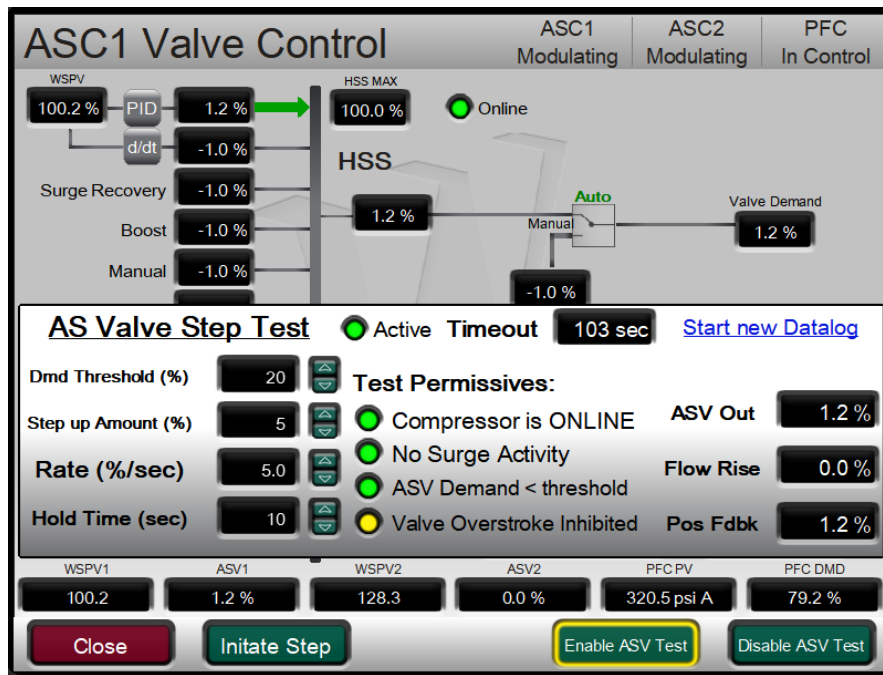 ASC1 Valve Control
ASC1
Modulating
ASC2
Modulating
PFC
In Control
WSPV
HSS MAX
100.2 % PID 1.2 % 100.0 % Online
d/dt -1.0 %
HSS
Surge Recovery -1.0 %
Auto
Valve Demand
1.2 %
Manual
1.2 %
Boost -1.0 %
Manual -1.0 %
-1.0 %
AS Valve Step Test Active Timeout 103 sec Start new Datalog
Dmd Threshold (%) 20
Test Permissives:
Step up Amount (%) 5
Compressor is ONLINE
ASV Out 1.2 %
Rate (%/sec) 5.0
No Surge Activity
Flow Rise 0.0 %
ASV Demand < threshold
Hold Time (sec) 10
Valve Overstroke Inhibited
Pos Fdbk 1.2 %
WSPV1 ASV1 WSPV2 ASV2 PFC PV PFC DMD
100.2 1.2 % 128.3 0.0 % 320.5 psi A 79.2 %
Close Initate Step Enable ASV Test Disable ASV Test